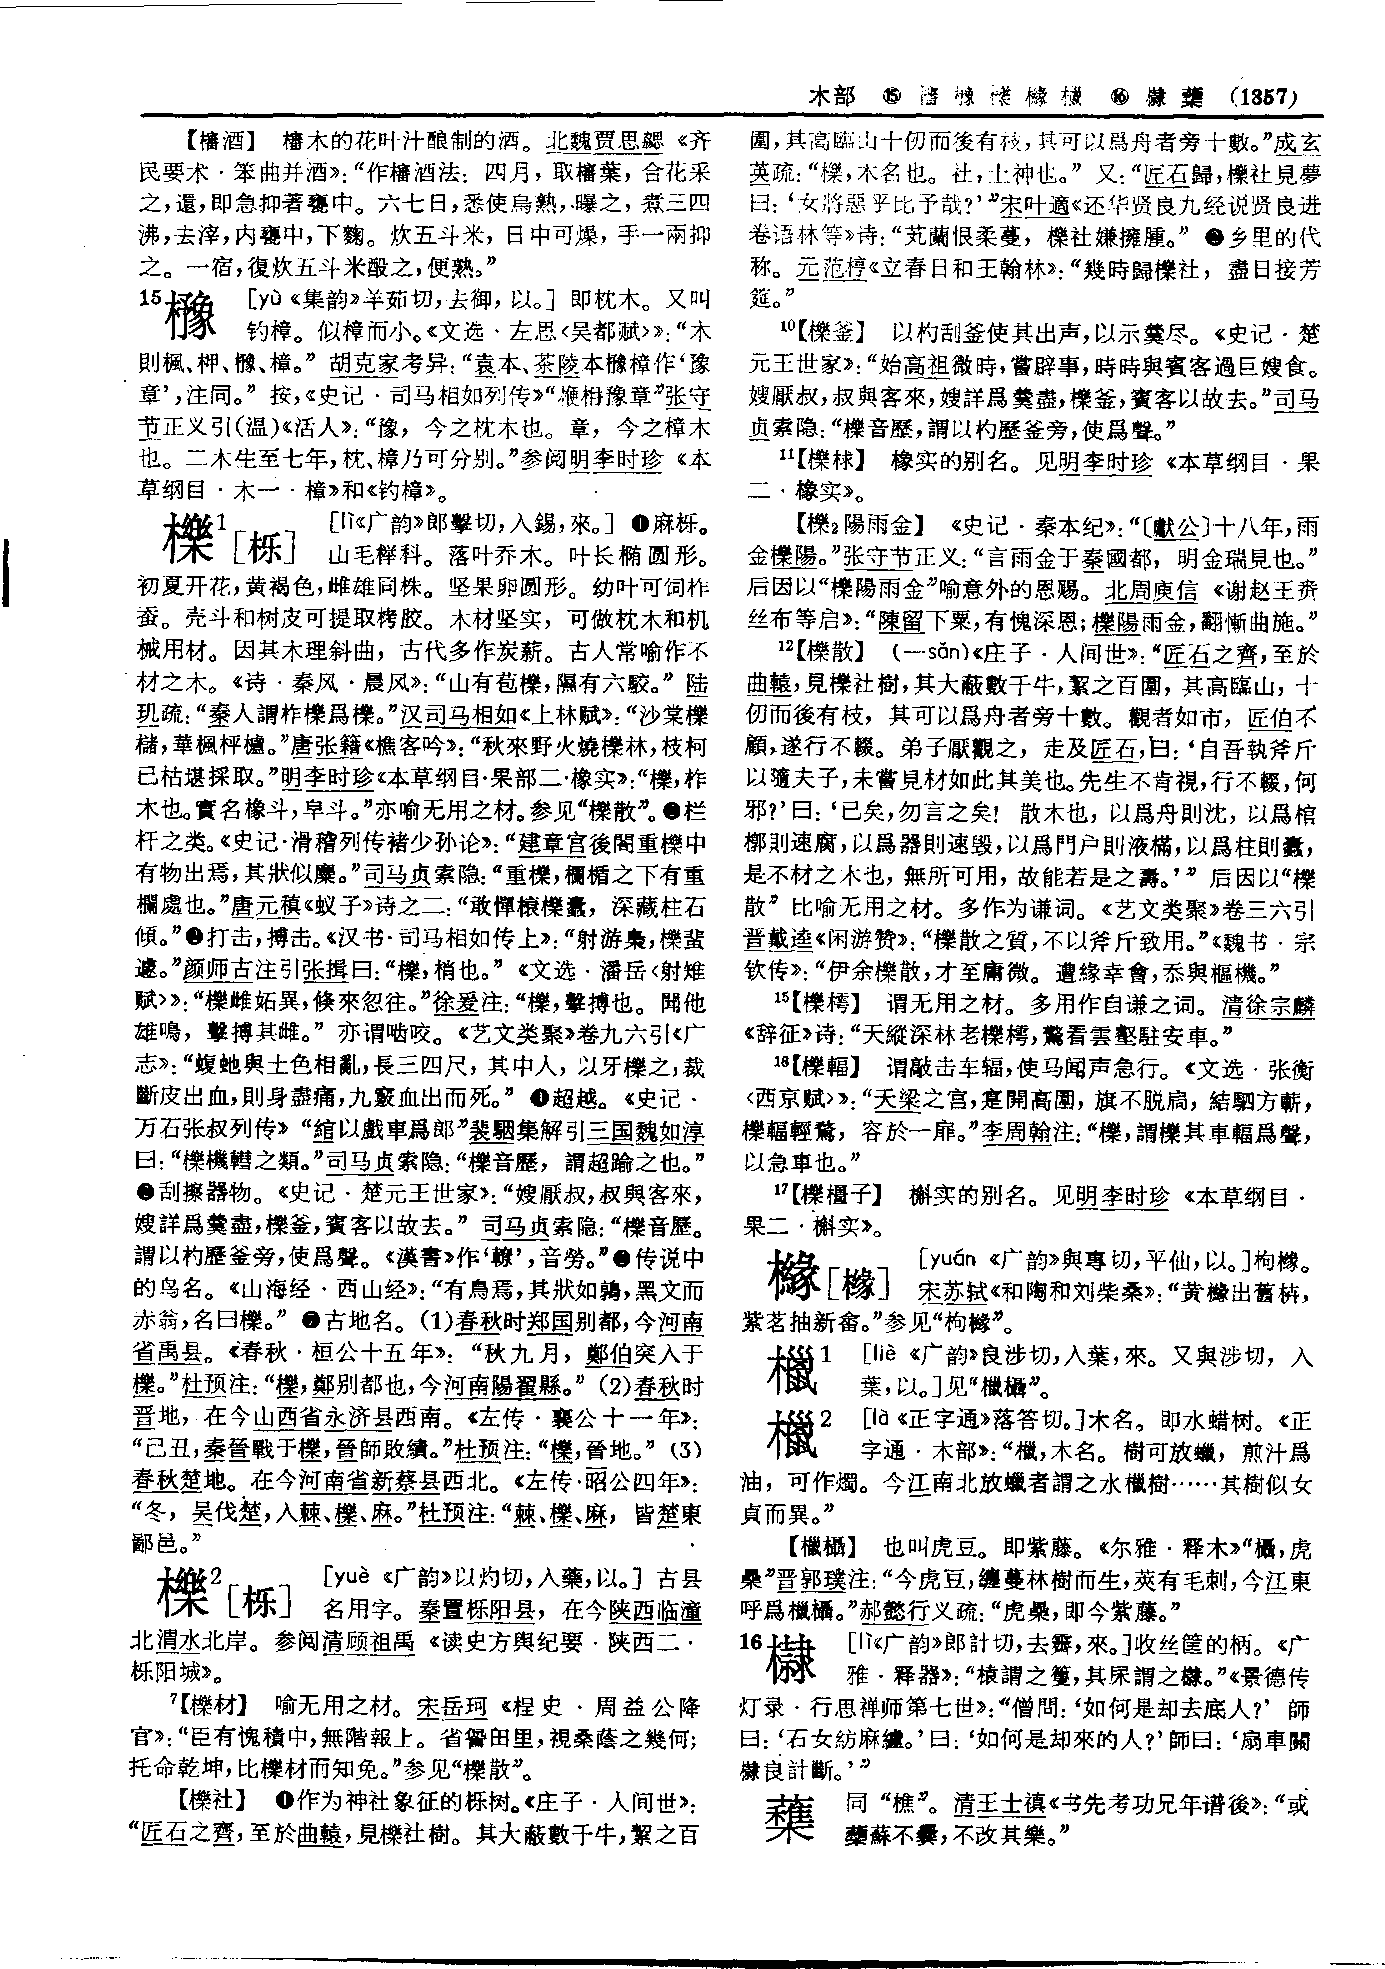 木部 ⑮ 櫧 櫲 櫟 櫞 櫳 ⑯ 櫴 蘗 (1357)
【櫧酒】 櫧木的花叶汁酿制的酒。北魏贾思勰《齐
民要术·笨曲并酒》：“作櫧酒法：四月，取櫧葉，合花采
之，還，即急抑著甕中。六七日，悉使烏熟，曝之，煮三四
沸，去滓，内甕中，下麴。炊五斗米，日中可燥，手一兩抑
之。一宿，復炊五斗米酘之，便熟。”
15 櫲 [yù《集韵》羊茹切，去御，以。] 即枕木。又叫
钓樟。似樟而小。《文选·左思〈吴都赋〉》：“木
則楓、柙、櫲、樟。” 胡克家考异：“袁本、茶陵本櫲樟作‘豫
章’，注同。” 按，《史记·司马相如列传》“楩枏豫章”张守
节正义引(温)《活人》：“豫，今之枕木也。章，今之樟木
也。二木生至七年，枕、樟乃可分别。”参阅明李时珍《本
草纲目·木一·樟》和《钓樟》。
櫟1［栎］ [lì《广韵》郎擊切，入錫，來。] ❶麻栎。
山毛榉科。落叶乔木。叶长椭圆形。
初夏开花，黄褐色，雌雄同株。坚果卵圆形。幼叶可饲柞
蚕。壳斗和树皮可提取栲胶。木材坚实，可做枕木和机
械用材。因其木理斜曲，古代多作炭薪。古人常喻作不
材之木。《诗·秦风·晨风》：“山有苞櫟，隰有六駮。” 陆
玑疏：“秦人謂柞櫟爲櫟。”汉司马相如《上林赋》：“沙棠櫟
櫧，華楓枰櫨。”唐张籍《樵客吟》：“秋來野火燒櫟林，枝柯
已枯堪採取。”明李时珍《本草纲目·果部二·橡实》：“櫟，柞
木也。實名橡斗，皁斗。”亦喻无用之材。参见“櫟散”。❷栏
杆之类。《史记·滑稽列传褚少孙论》：“建章宫後閤重櫟中
有物出焉，其狀似麋。”司马贞索隐：“重櫟，欄楯之下有重
欄處也。”唐元稹《蚁子》诗之二：“敢憚榱櫟蠹，深藏柱石
傾。”❸打击，搏击。《汉书·司马相如传上》：“射游梟，櫟蜚
遽。”颜师古注引张揖曰：“櫟，梢也。”《文选·潘岳〈射雉
赋〉》：“櫟雌妬異，倏來忽往。”徐爰注：“櫟，擊搏也。聞他
雄鳴，擊搏其雌。” 亦谓啮咬。《艺文类聚》卷九六引《广
志》：“蝮虵與土色相亂，長三四尺，其中人，以牙櫟之，裁
斷皮出血，則身盡痛，九竅血出而死。” ❹超越。《史记·
万石张叔列传》“綰以戲車爲郎”裴駰集解引三国魏如淳
曰：“櫟機轊之類。”司马贞索隐：“櫟音歷，謂超踰之也。”
❺刮擦器物。《史记·楚元王世家》：“嫂厭叔，叔與客來，
嫂詳爲羹盡，櫟釜，賓客以故去。” 司马贞索隐：“櫟音歷。
謂以杓歷釜旁，使爲聲。《漢書》作‘轑’，音勞。”❻传说中
的鸟名。《山海经·西山经》：“有鳥焉，其狀如鶉，黑文而
赤翁，名曰櫟。” ❼古地名。(1)春秋时郑国别都，今河南
省禹县。《春秋·桓公十五年》：“秋九月，鄭伯突入于
櫟。”杜预注：“櫟，鄭别都也，今河南陽翟縣。” (2)春秋时
晋地，在今山西省永济县西南。《左传·襄公十一年》：
“己丑，秦晉戰于櫟，晉師敗績。”杜预注：“櫟，晉地。” (3)
春秋楚地。在今河南省新蔡县西北。《左传·昭公四年》：
“冬，吴伐楚，入棘、櫟、麻。”杜预注：“棘、櫟、麻，皆楚東
鄙邑。”
櫟2［栎］ [yuè《广韵》以灼切，入藥，以。] 古县
名用字。秦置栎阳县，在今陕西临潼
北渭水北岸。参阅清顾祖禹《读史方舆纪要·陕西二·
栎阳城》。
7【櫟材】 喻无用之材。宋岳珂《桯史·周益公降
官》：“臣有愧積中，無階報上。省躬田里，視桑蔭之幾何；
托命乾坤，比櫟材而知免。”参见“櫟散”。
【櫟社】 ❶作为神社象征的栎树。《庄子·人间世》：
“匠石之齊，至於曲轅，見櫟社樹。其大蔽數千牛，絜之百
圍，其高臨山十仞而後有枝，其可以爲舟者旁十數。”成玄
英疏：“櫟，木名也。社，土神也。” 又：“匠石歸，櫟社見夢
曰：‘女將惡乎比予哉？’”宋叶適《还华贤良九经说贤良进
卷语林等》诗：“芄蘭恨柔蔓，櫟社嫌擁腫。” ❷乡里的代
称。元范梈《立春日和王翰林》：“幾時歸櫟社，盡日接芳
筵。”
10【櫟釜】 以杓刮釜使其出声，以示羹尽。《史记·楚
元王世家》：“始高祖微時，嘗辟事，時時與賓客過巨嫂食。
嫂厭叔，叔與客來，嫂詳爲羹盡，櫟釜，賓客以故去。”司马
贞索隐：“櫟音歷，謂以杓歷釜旁，使爲聲。”
11【櫟梂】 橡实的别名。见明李时珍《本草纲目·果
二·橡实》。
【櫟2陽雨金】 《史记·秦本纪》：“〔獻公〕十八年，雨
金櫟陽。”张守节正义：“言雨金于秦國都，明金瑞見也。”
后因以“櫟陽雨金”喻意外的恩赐。北周庾信《谢赵王赉
丝布等启》：“陳留下粟，有愧深恩；櫟陽雨金，翻慚曲施。”
12【櫟散】 (—sǎn)《庄子·人间世》：“匠石之齊，至於
曲轅，見櫟社樹，其大蔽數千牛，絜之百圍，其高臨山，十
仞而後有枝，其可以爲舟者旁十數。觀者如市，匠伯不
顧，遂行不輟。弟子厭觀之，走及匠石，曰：‘自吾執斧斤
以隨夫子，未嘗見材如此其美也。先生不肯視，行不輟，何
邪？’曰：‘已矣，勿言之矣！ 散木也，以爲舟則沈，以爲棺
槨則速腐，以爲器則速毁，以爲門户則液樠，以爲柱則蠹，
是不材之木也，無所可用，故能若是之壽。’” 后因以“櫟
散” 比喻无用之材。多作为谦词。《艺文类聚》卷三六引
晋戴逵《闲游赞》：“櫟散之質，不以斧斤致用。”《魏书·宗
钦传》：“伊余櫟散，才至庸微。遭緣幸會，忝與樞機。”
15【櫟樗】 谓无用之材。多用作自谦之词。清徐宗麟
《辞征》诗：“天縱深林老櫟樗，驚看雲壑駐安車。”
16【櫟輻】 谓敲击车辐，使马闻声急行。《文选·张衡
〈西京赋〉》：“天梁之宫，寔開高闈，旗不脱扃，結駟方蘄，
櫟輻輕騖，容於一扉。”李周翰注：“櫟，謂櫟其車輻爲聲，
以急車也。”
17【櫟橿子】 槲实的别名。见明李时珍《本草纲目·
果二·槲实》。
櫞［橼］ [yuán《广韵》與專切，平仙，以。]枸橼。
宋苏轼《和陶和刘柴桑》：“黄櫞出舊枿，
紫茗抽新畬。”参见“枸櫞”。
欇1 [liè《广韵》良涉切，入葉，來。又與涉切，入
葉，以。]见“欇欇”。
2 [là《正字通》落答切。]木名。即水蜡树。《正
字通·木部》：“櫳，木名。樹可放蠟，煎汁爲
油，可作燭。今江南北放蠟者謂之水櫳樹……其樹似女
貞而異。”
也叫虎豆。即紫藤。《尔雅·释木》“欇，虎
櫐”晋郭璞注：“今虎豆，纏蔓林樹而生，莢有毛刺，今江東
呼爲欇欇。”郝懿行义疏：“虎櫐，即今紫藤。”
16 櫴 [lì《广韵》郎計切，去霽，來。]收丝筐的柄。《广
雅·释器》：“榬謂之籰，其杘謂之櫴。”《景德传
灯录·行思禅师第七世》：“僧問：‘如何是却去底人？’ 師
曰：‘石女紡麻纑。’曰：‘如何是却來的人？’師曰：‘扇車關
櫴良計斷。’”
蘗 同 “樵”。清王士禛《书先考功兄年谱後》：“或
蘇不爨，不改其樂。”